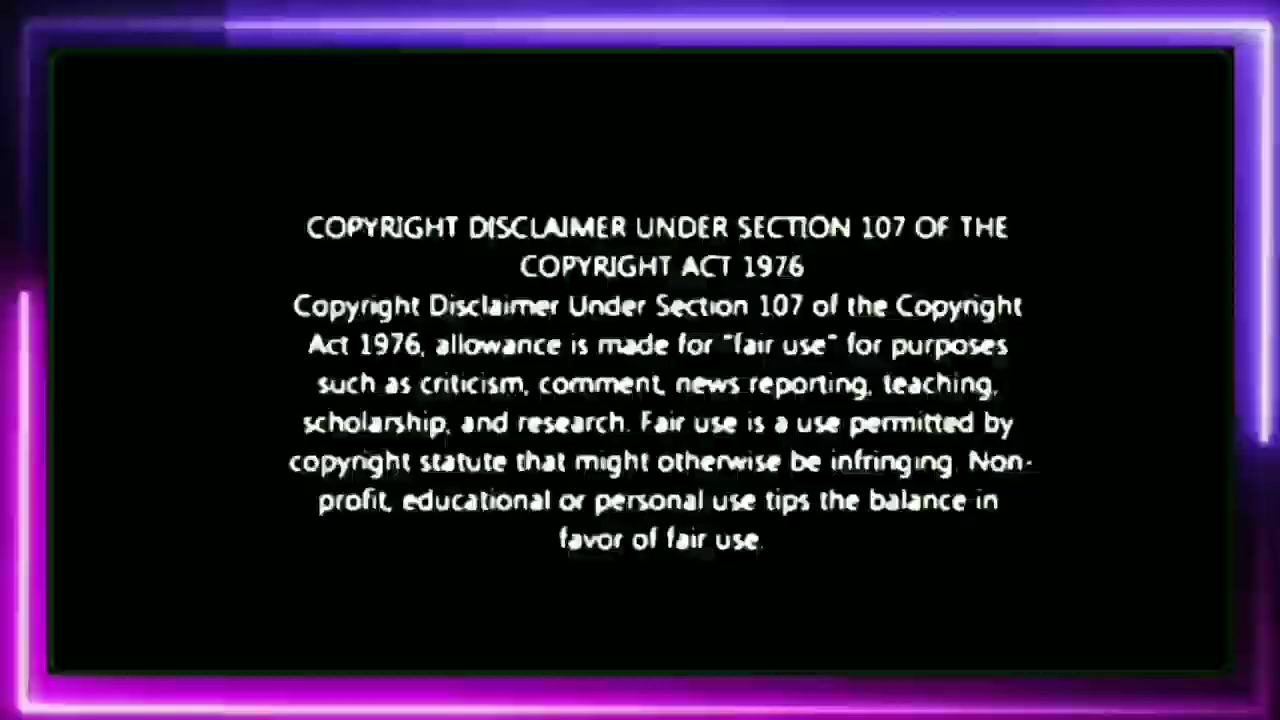 COPYRIGHT DISCLAIMER UNDER SECTION 107 OF THE
COPYRIGHT ACT 1976
Copyright Disclaimer Under Section 107 of the Copyright
Act 1976, allowance is made for "fair use" for purposes
such as criticism, comment, news reporting, teaching,
scholarship, and research. Fair use is a use permitted by
copyright statute that might otherwise be infringing. Non-
profit, educational or personal use tips the balance in
favor of fair use.